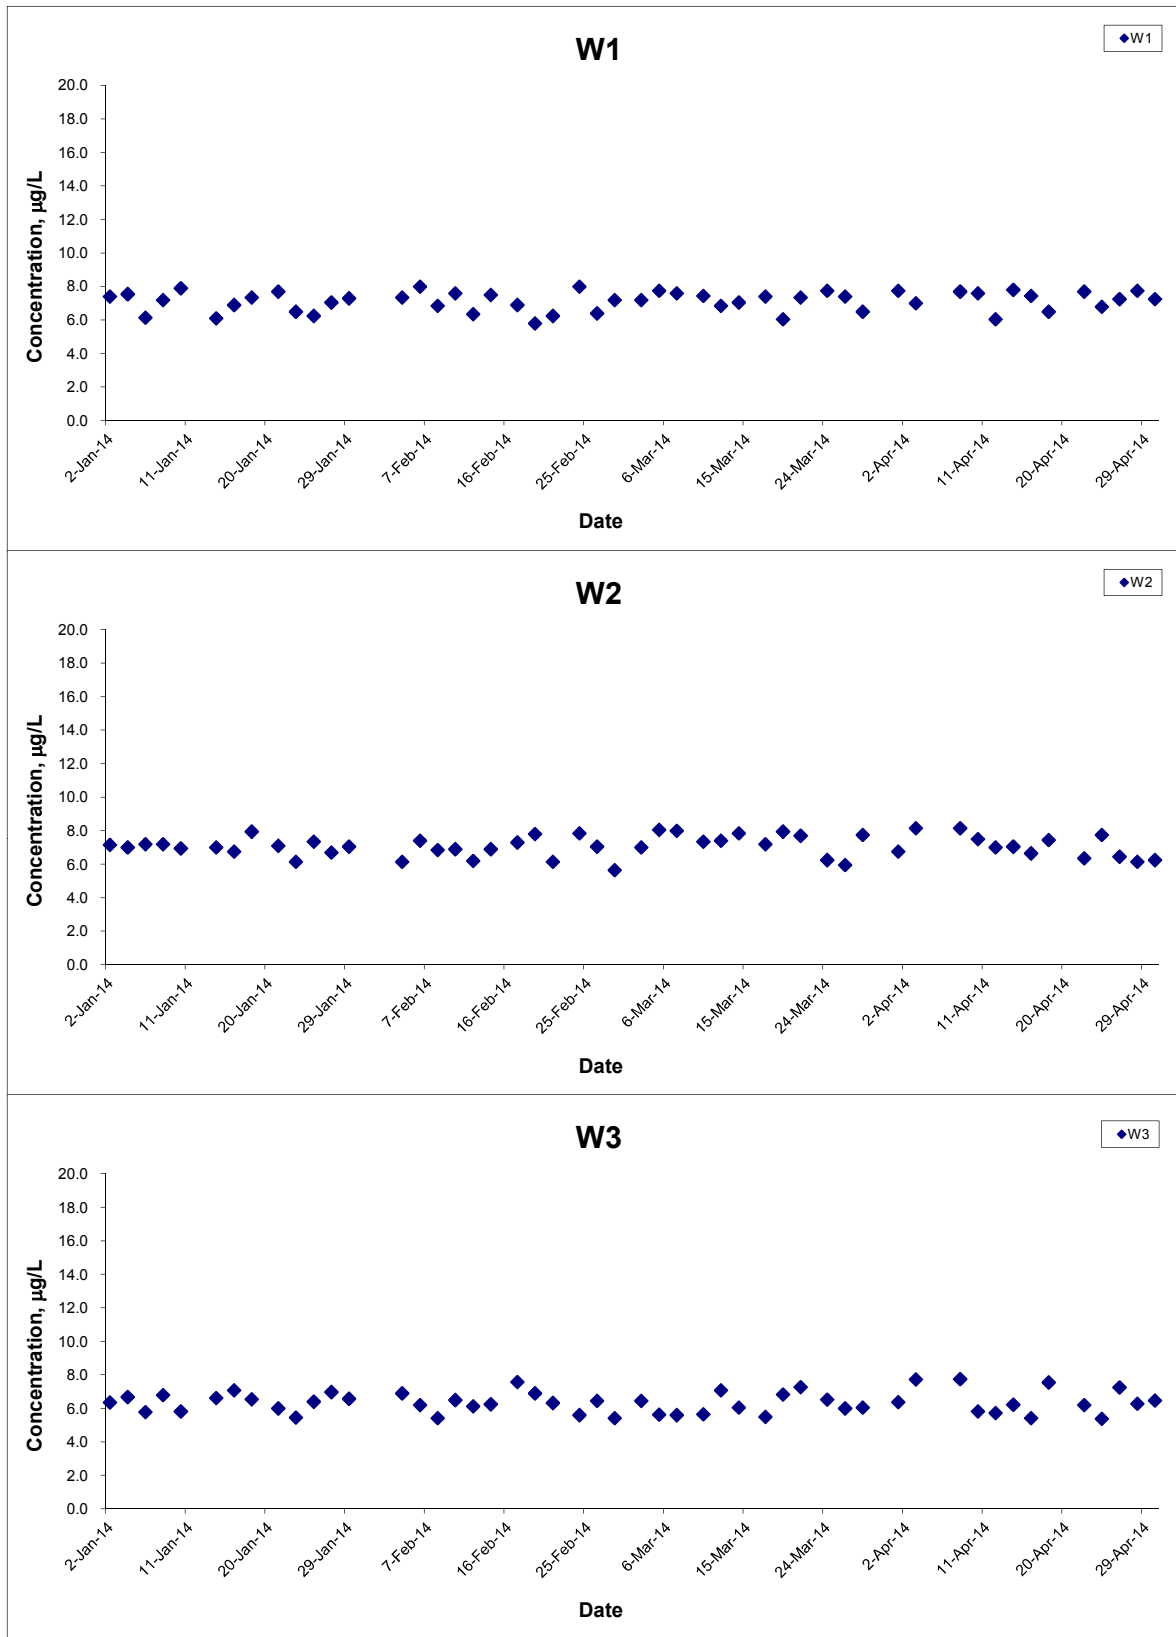 W1
W1
20.0
18.0
16.0
14.0
12.0
10.0
8.0
6.0
4.0
2.0
0.0
Concentration, µg/L
2-Jan-14 11-Jan-14 20-Jan-14 29-Jan-14 7-Feb-14 16-Feb-14 25-Feb-14 6-Mar-14 15-Mar-14 24-Mar-14 2-Apr-14 11-Apr-14 20-Apr-14 29-Apr-14
Date
W2
W2
20.0
18.0
16.0
14.0
12.0
10.0
8.0
6.0
4.0
2.0
0.0
Concentration, µg/L
2-Jan-14 11-Jan-14 20-Jan-14 29-Jan-14 7-Feb-14 16-Feb-14 25-Feb-14 6-Mar-14 15-Mar-14 24-Mar-14 2-Apr-14 11-Apr-14 20-Apr-14 29-Apr-14
Date
W3
W3
20.0
18.0
16.0
14.0
12.0
10.0
8.0
6.0
4.0
2.0
0.0
Concentration, µg/L
2-Jan-14 11-Jan-14 20-Jan-14 29-Jan-14 7-Feb-14 16-Feb-14 25-Feb-14 6-Mar-14 15-Mar-14 24-Mar-14 2-Apr-14 11-Apr-14 20-Apr-14 29-Apr-14
Date